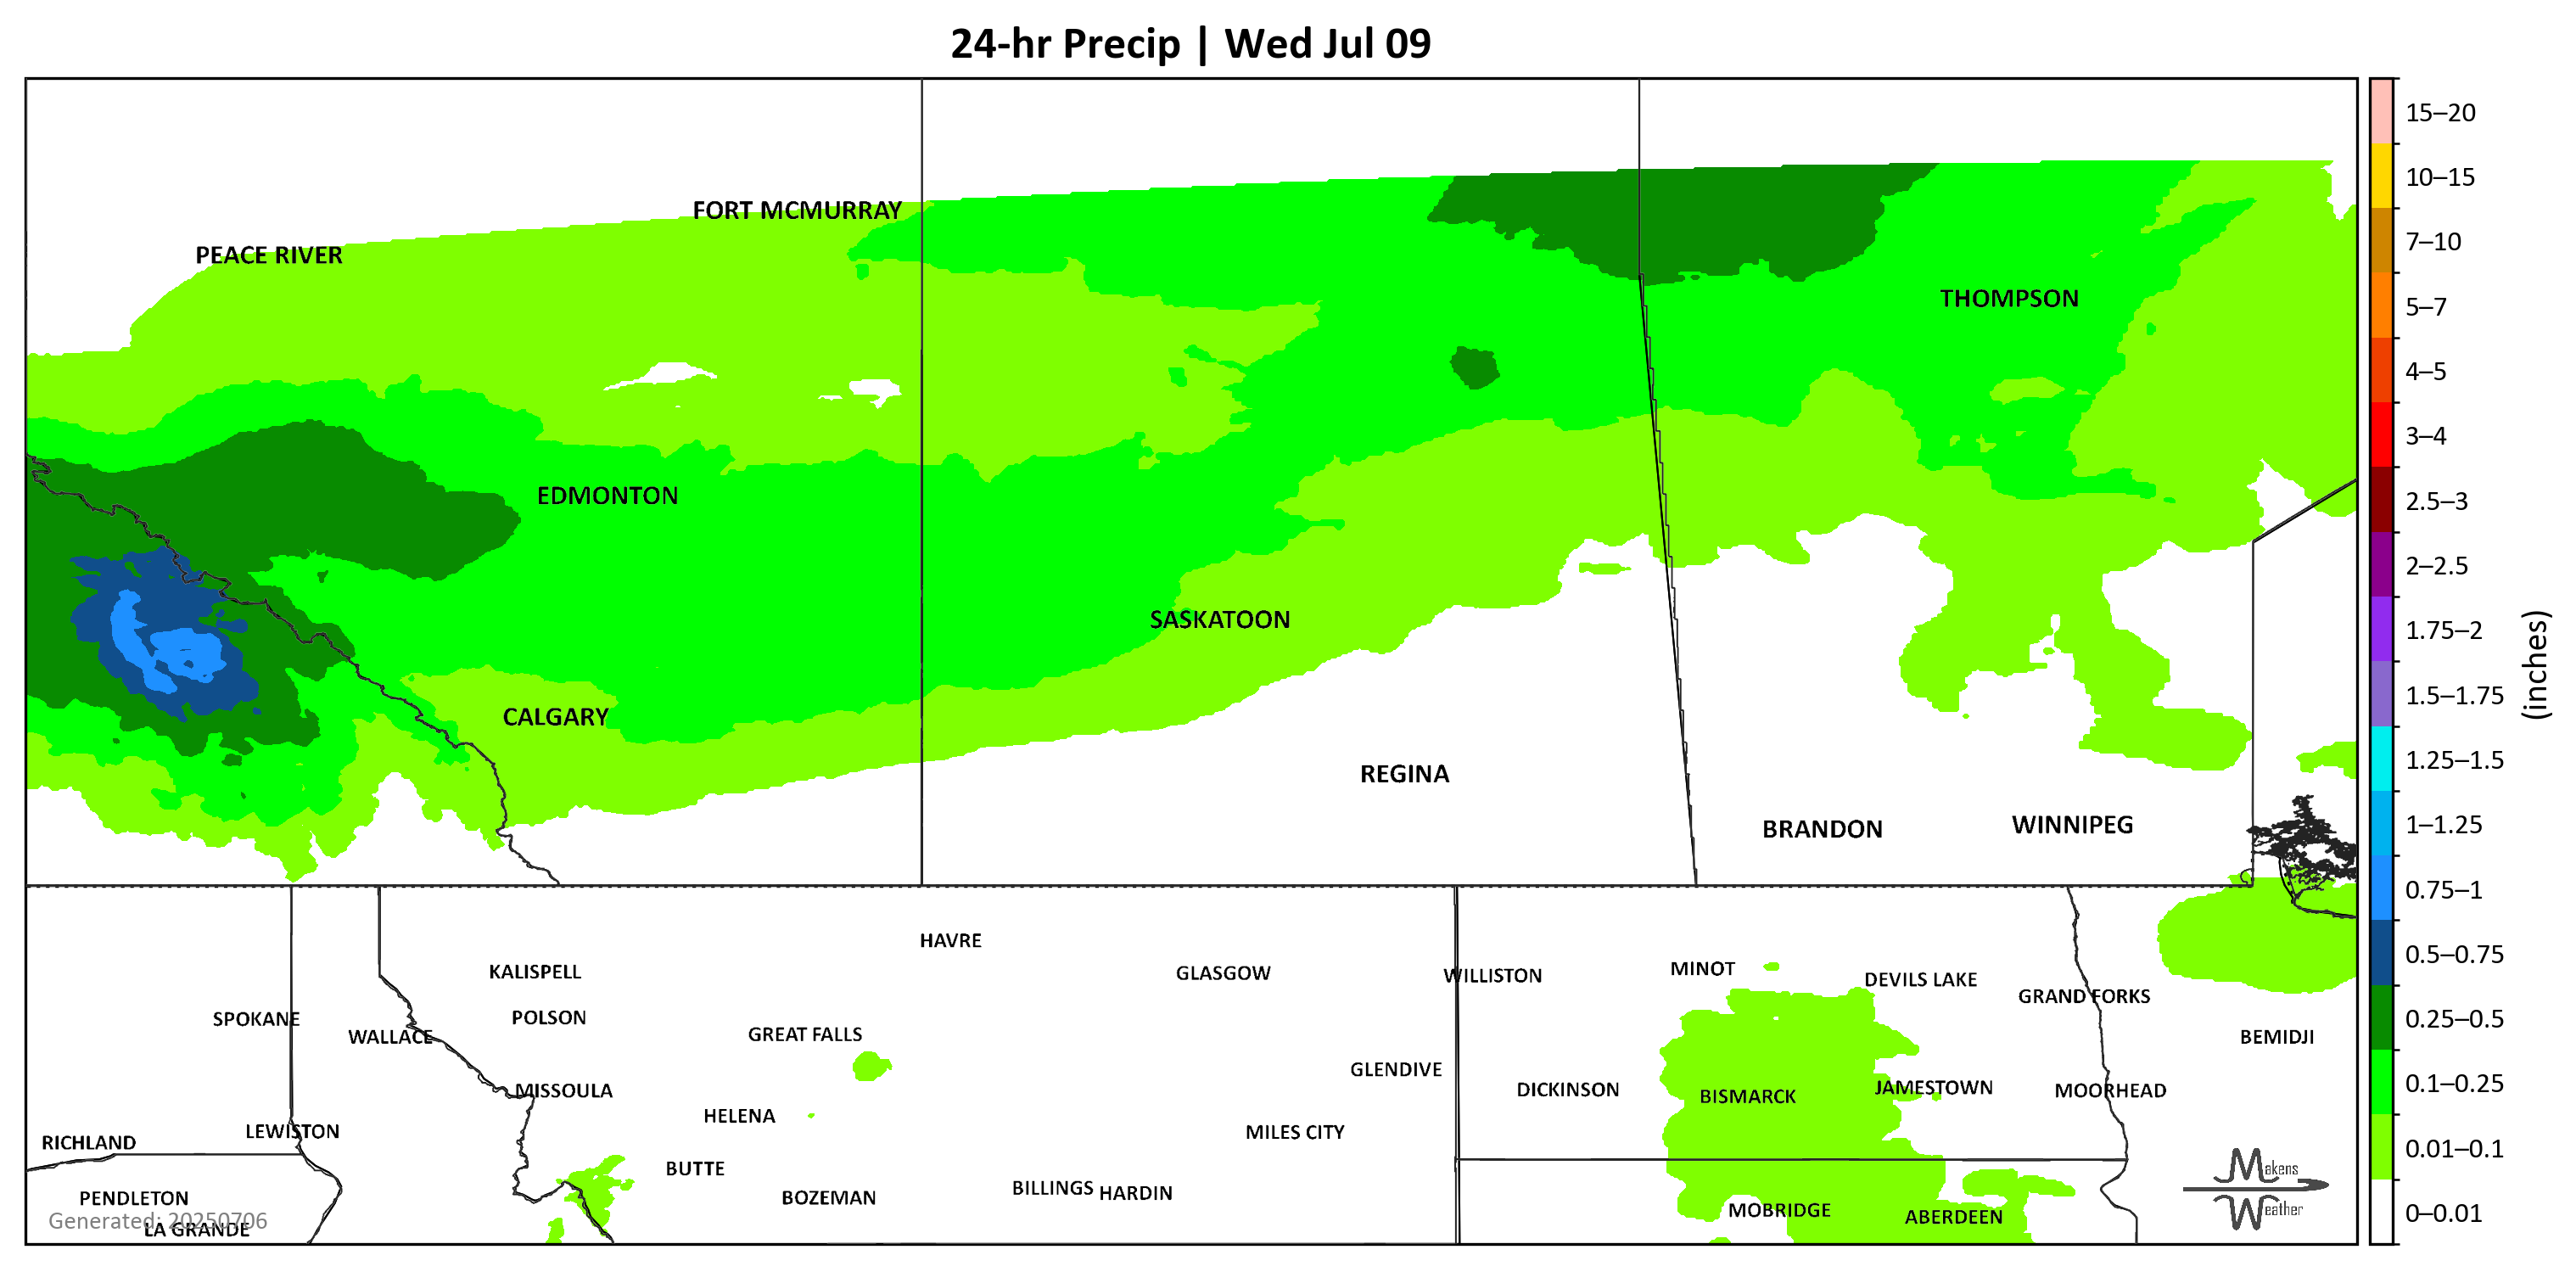 24-hr Precip | Wed Jul 09
FORT MCMURRAY
PEACE RIVER
THOMPSON
EDMONTON
SASKATOON
CALGARY
REGINA
BRANDON
WINNIPEG
HAVRE
KALISPELL
GLASGOW
WILLISTON
MINOT
DEVILS LAKE
GRAND FORKS
SPOKANE
POLSON
WALLACE
GREAT FALLS
BEMIDJI
GLENDIVE
MISSOULA
DICKINSON
BISMARCK
JAMESTOWN
MOORHEAD
HELENA
LEWISTON
RICHLAND
MILES CITY
BUTTE
PENDLETON
BOZEMAN
BILLINGS
HARDIN
MOBRIDGE
ABERDEEN
Generated: 20250706
LA GRANDE
Makens
Weather
15–20
10–15
7–10
5–7
4–5
3–4
2.5–3
2–2.5
1.75–2
1.5–1.75
1.25–1.5
1–1.25
0.75–1
0.5–0.75
0.25–0.5
0.1–0.25
0.01–0.1
0–0.01
(inches)